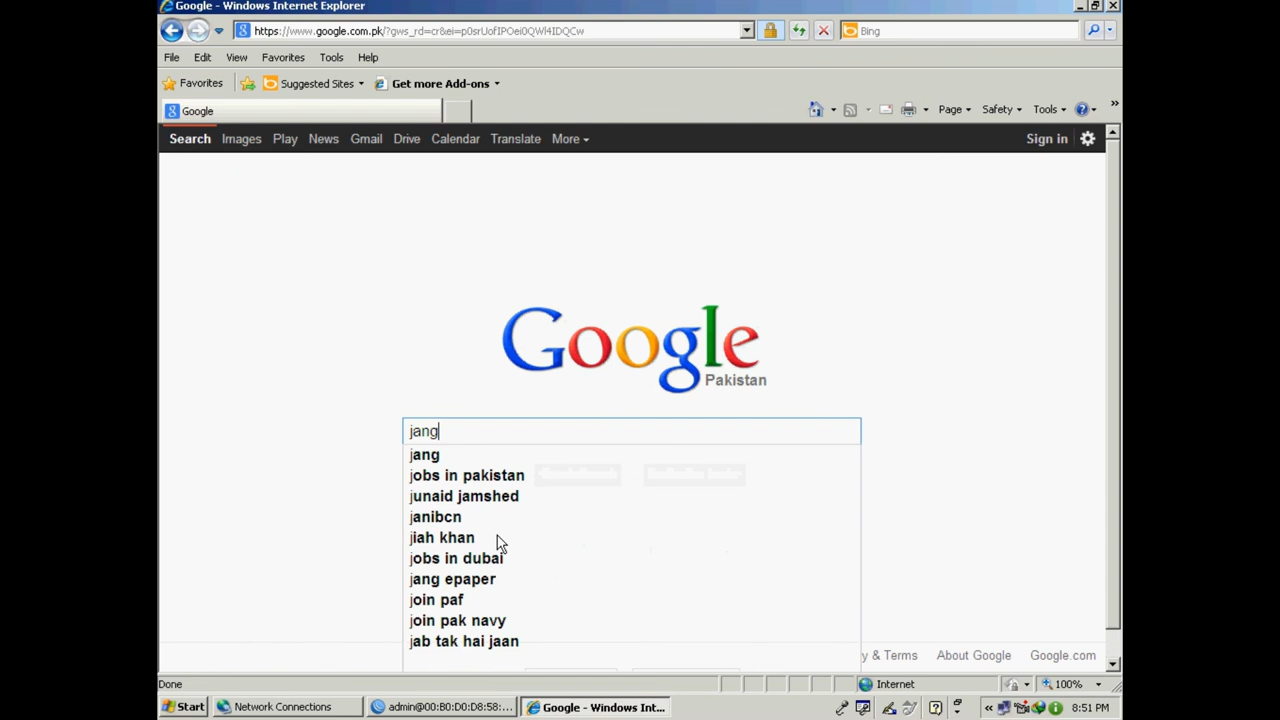 Google - Windows Internet Explorer
https://www.google.com.pk/?gws_rd=cr&ei=p0srUofIPOei0QWl4IDQCw
Bing
File Edit View Favorites Tools Help
Favorites Suggested Sites Get more Add-ons
Google
Page Safety Tools
Search Images Play News Gmail Drive Calendar Translate More Sign in
Google
Pakistan
jang
jang
jobs in pakistan
junaid jamshed
janibcn
jiah khan
jobs in dubai
jang epaper
join paf
join pak navy
jab tak hai jaan
y & Terms About Google Google.com
Done Internet 100%
Start Network Connections admin@00:B0:D0:D8:58:... Google - Windows Int... 8:51 PM